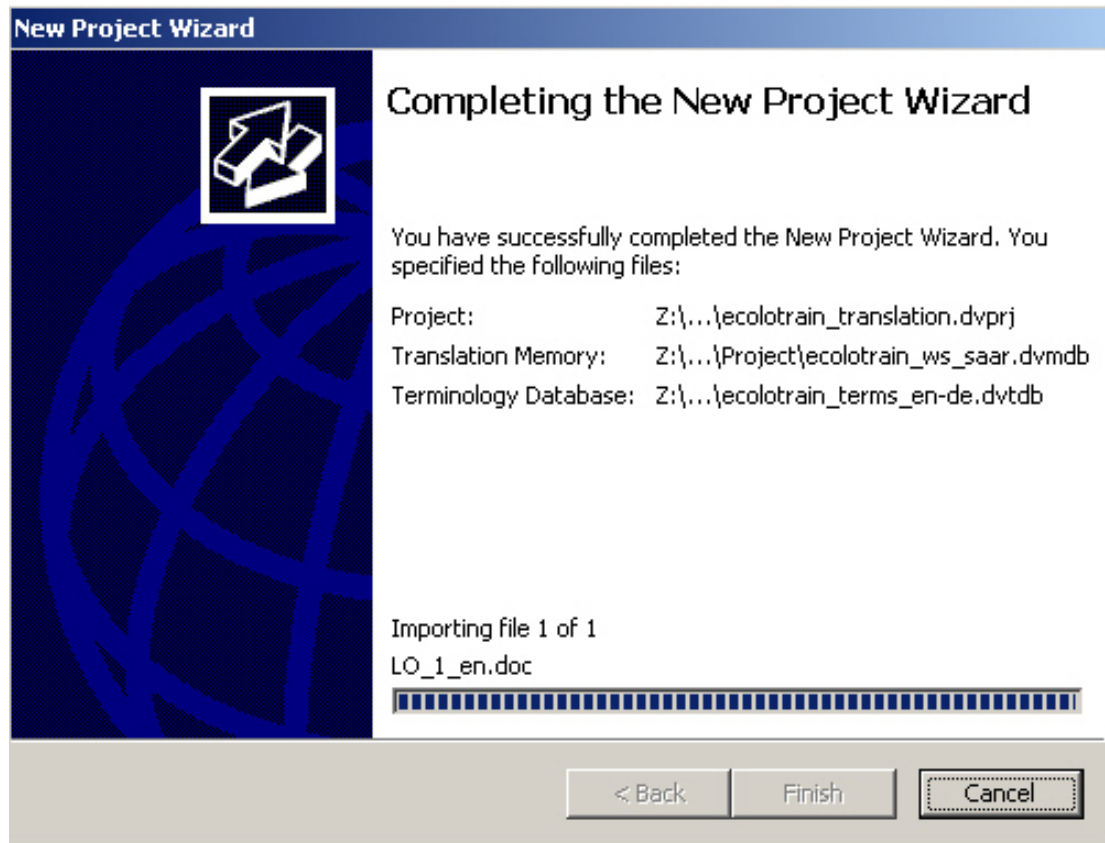 New Project Wizard
Completing the New Project Wizard
You have successfully completed the New Project Wizard. You
specified the following files:
Project: Z:\...\ecolotrain_translation.dvprj
Translation Memory: Z:\...\Project\ecolotrain_ws_saar.dvmdb
Terminology Database: Z:\...\ecolotrain_terms_en-de.dvtdb
Importing file 1 of 1
LO_1_en.doc
< Back Finish Cancel